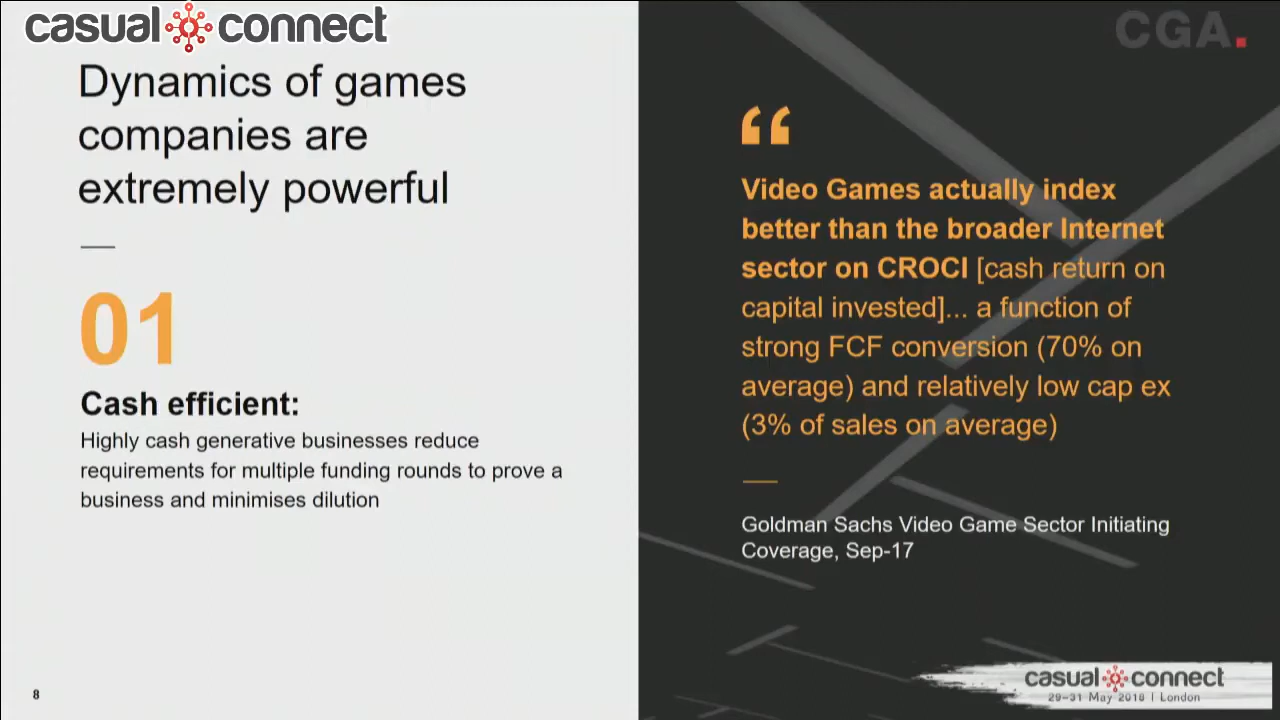 casual connect
CGA.
Dynamics of games
companies are
extremely powerful
01
Cash efficient:
Highly cash generative businesses reduce
requirements for multiple funding rounds to prove a
business and minimises dilution
8
“
Video Games actually index
better than the broader Internet
sector on CROCI [cash return on
capital invested]... a function of
strong FCF conversion (70% on
average) and relatively low cap ex
(3% of sales on average)
Goldman Sachs Video Game Sector Initiating
Coverage, Sep-17
casual connect
29–31 May 2018 | London